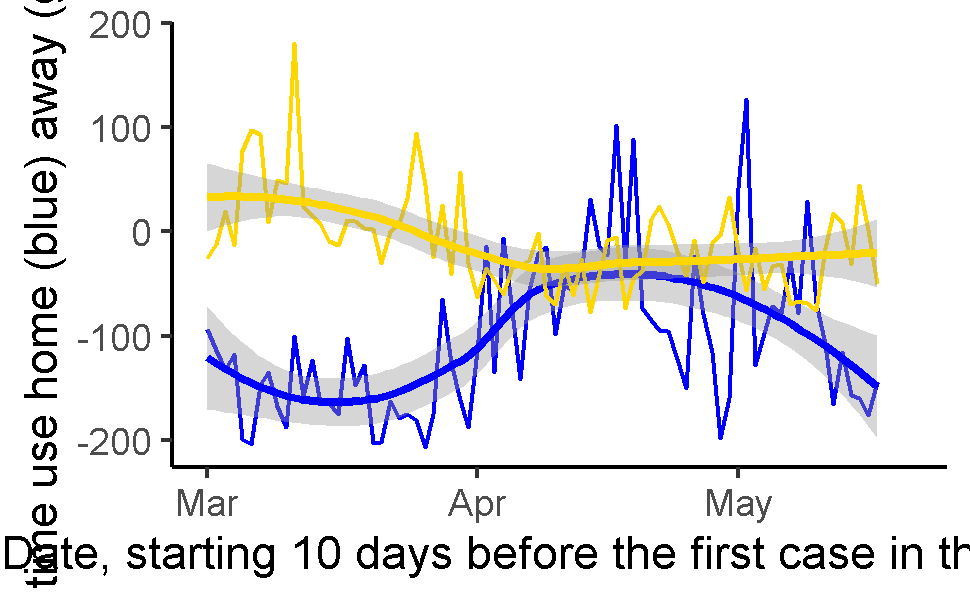 time use home (blue) away (
200
100
0
-100
-200
Mar Apr May
Date, starting 10 days before the first case in th